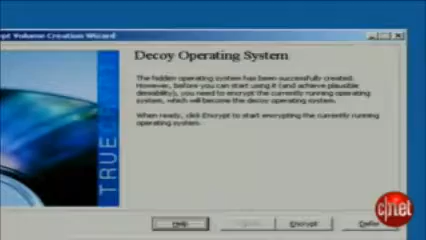 pt Volume Creation Wizard
Decoy Operating System
The hidden operating system has been successfully created.
However, before you can start using it (and achieve plausible
deniability), you need to encrypt the currently running operating
system, which will become the decoy operating system.
When ready, click Encrypt to start encrypting the currently running
operating system.
TRUE
Help
Encrypt
c|net